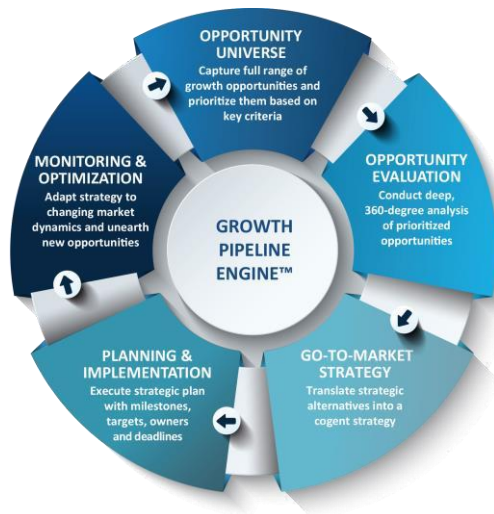 OPPORTUNITY
UNIVERSE
Capture full range of
growth opportunities and
prioritize them based on
key criteria
OPPORTUNITY
EVALUATION
Conduct deep,
360-degree analysis
of prioritized
opportunities
GO-TO-MARKET
STRATEGY
Translate strategic
alternatives into a
cogent strategy
PLANNING &
IMPLEMENTATION
Execute strategic plan
with milestones,
targets, owners
and deadlines
MONITORING &
OPTIMIZATION
Adapt strategy to
changing market
dynamics and unearth
new opportunities
GROWTH
PIPELINE
ENGINE™